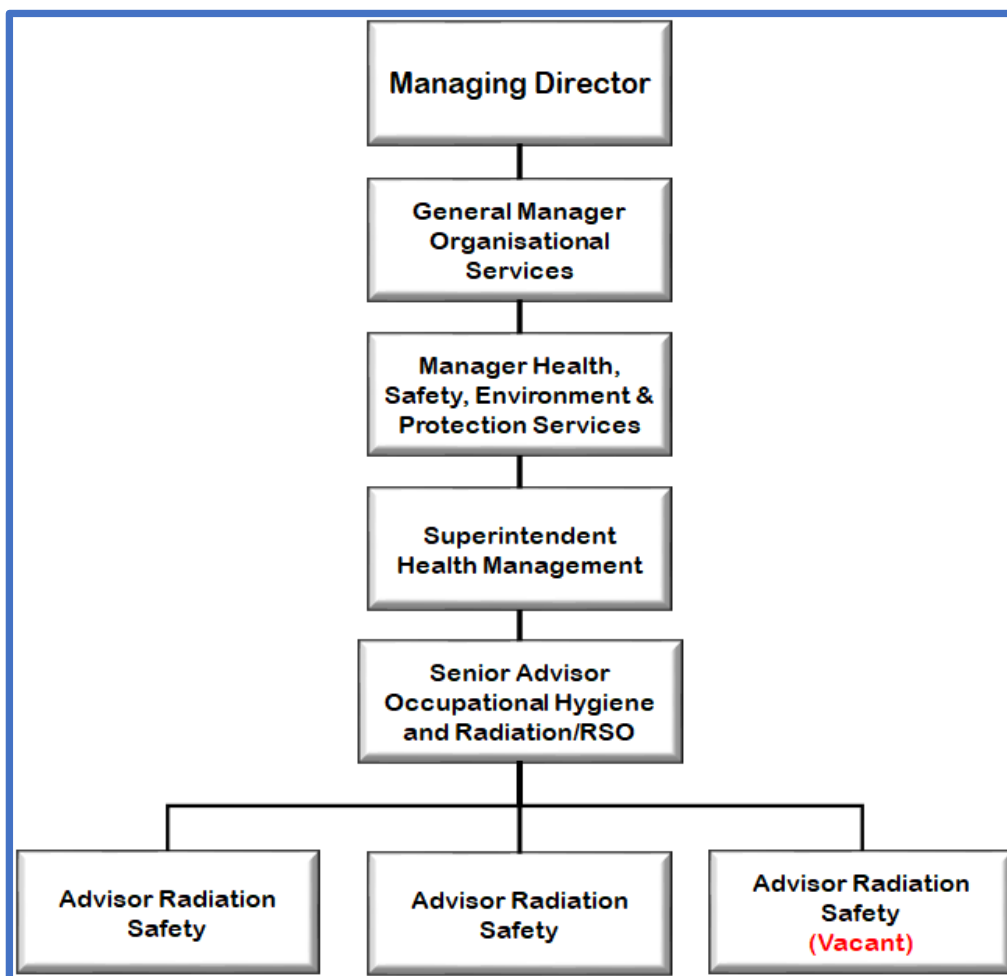 Managing Director
General Manager
Organisational
Services
Manager Health,
Safety, Environment &
Protection Services
Superintendent
Health Management
Senior Advisor
Occupational Hygiene
and Radiation/RSO
Advisor Radiation
Safety
Advisor Radiation
Safety
Advisor Radiation
Safety
(Vacant)